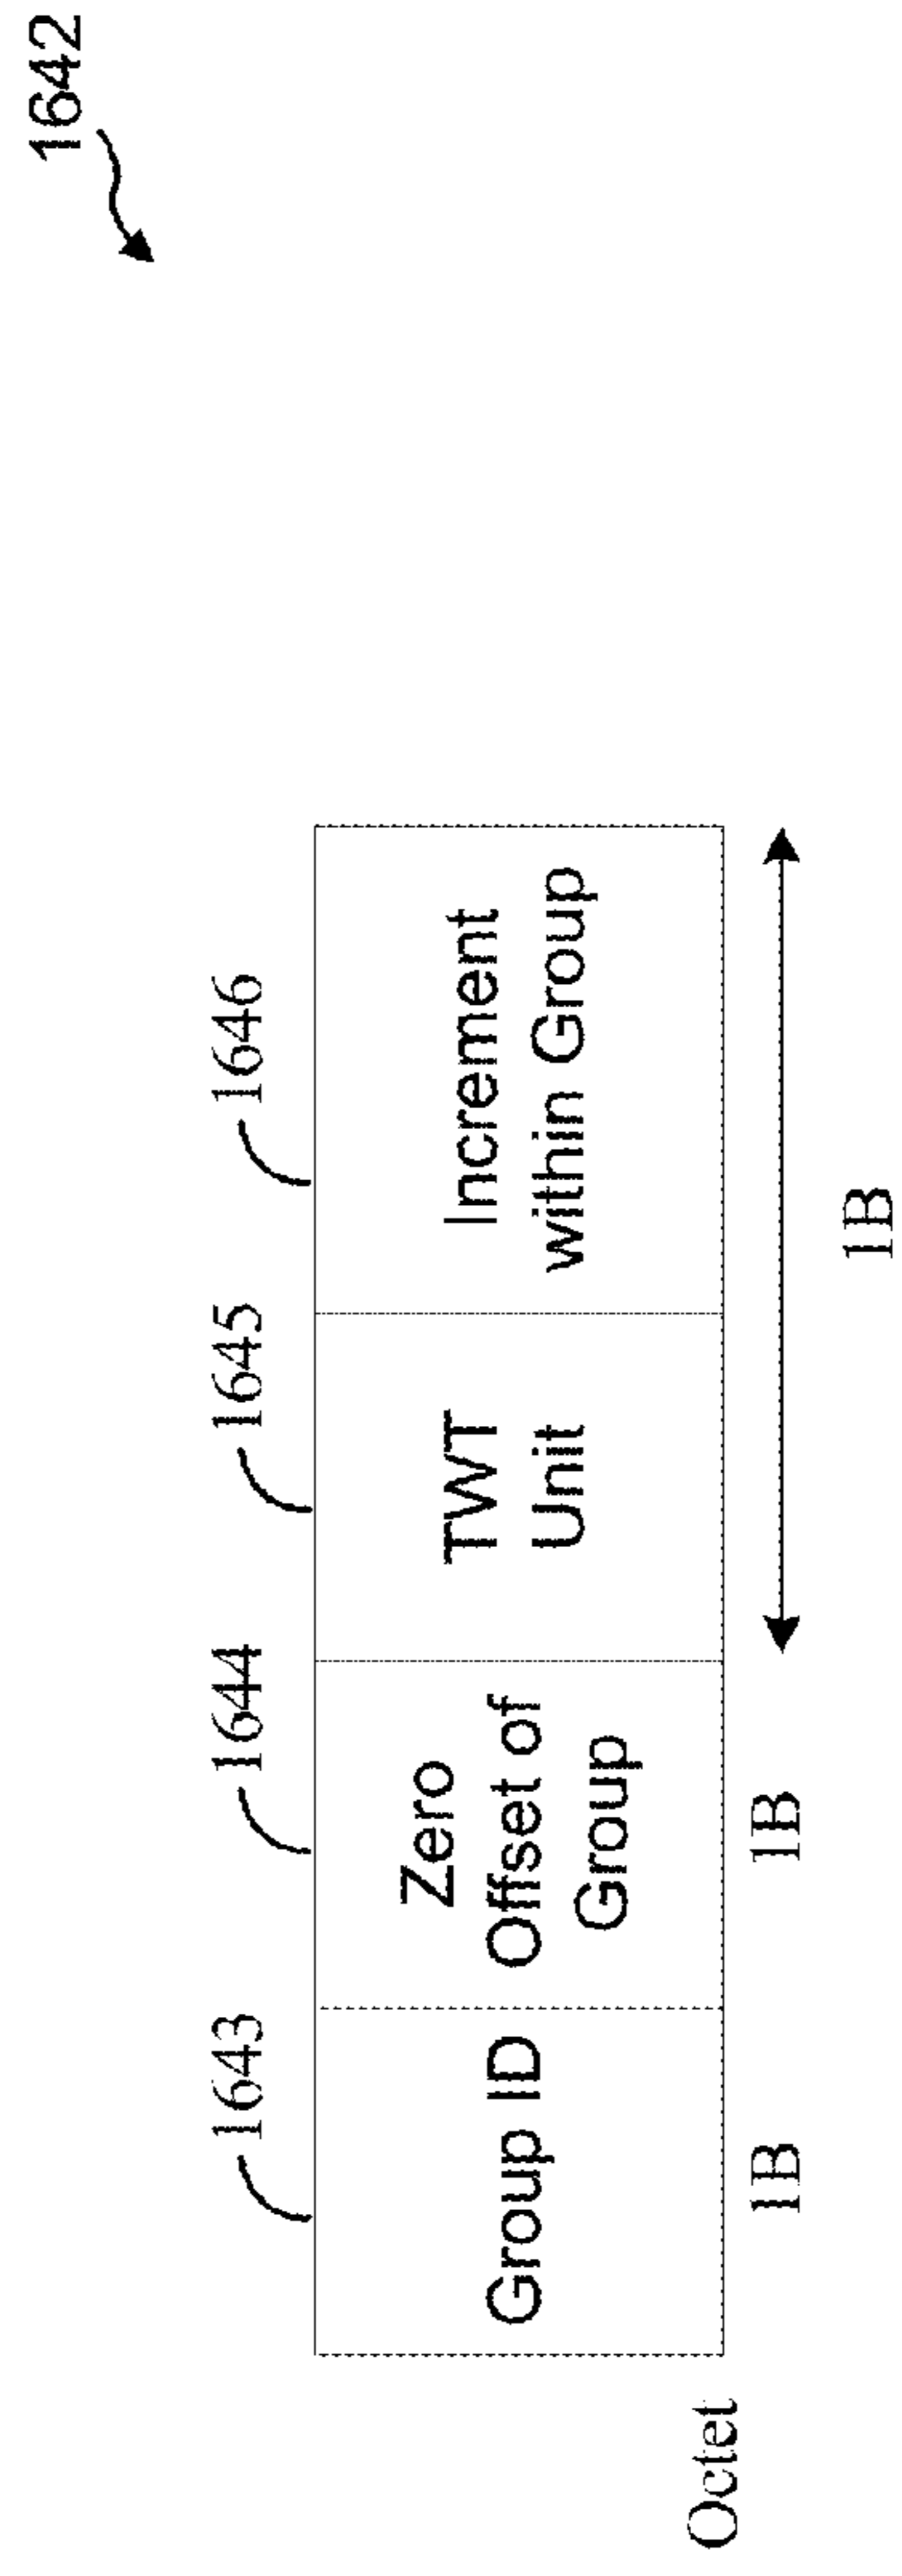 1642
1643
1644
1645
1646
Group ID
Zero
Offset of
Group
TWT
Unit
Increment
within Group
Octet
1B
1B
1B